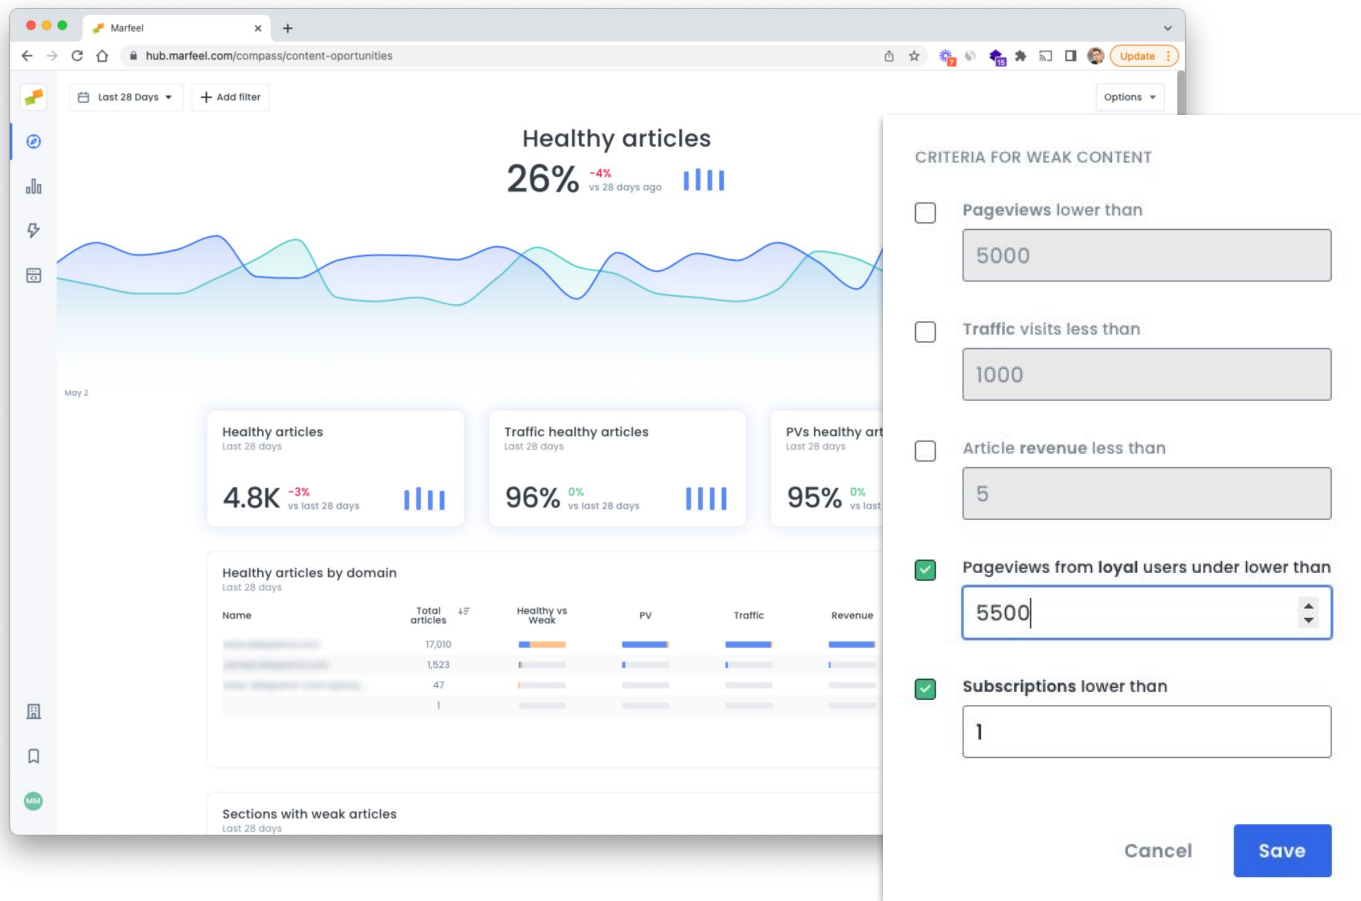 Marfeel
hub.marfeel.com/compass/content-oportunities
7
15
Update
Last 28 Days
Add filter
Options
Healthy articles
26%
-4%
vs 28 days ago
May 2
Healthy articles
Last 28 days
4.8K
-3%
vs last 28 days
Traffic healthy articles
Last 28 days
96%
0%
vs last 28 days
PVs healthy art
Last 28 days
95%
0%
vs last
Healthy articles by domain
Last 28 days
Name
Total articles
Healthy vs Weak
PV
Traffic
Revenue
17,010
1,523
47
1
Sections with weak articles
Last 28 days
MM
CRITERIA FOR WEAK CONTENT
Pageviews lower than
5000
Traffic visits less than
1000
Article revenue less than
5
Pageviews from loyal users under lower than
5500
Subscriptions lower than
1
Cancel
Save